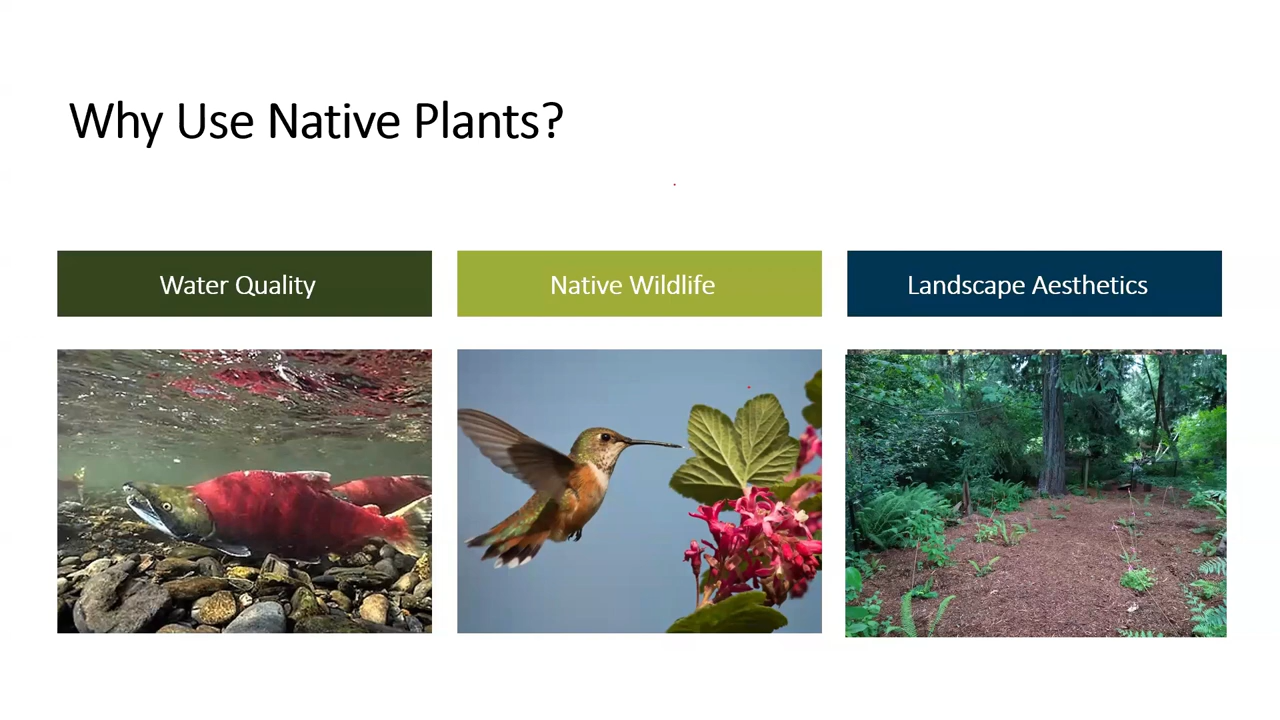 Why Use Native Plants?
Water Quality
Native Wildlife
Landscape Aesthetics